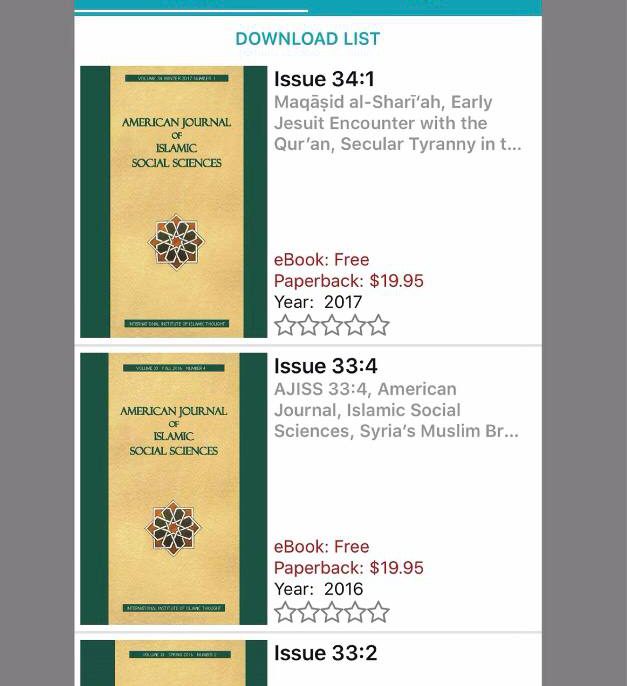 DOWNLOAD LIST
VOLUME 34 WINTER 2017 NUMBER 1
AMERICAN JOURNAL
OF
ISLAMIC
SOCIAL SCIENCES
INTERNATIONAL INSTITUTE OF ISLAMIC THOUGHT
Issue 34:1
Maqāṣid al-Sharī‘ah, Early
Jesuit Encounter with the
Qur’an, Secular Tyranny in t...
eBook: Free
Paperback: $19.95
Year: 2017
VOLUME 33 FALL 2016 NUMBER 4
AMERICAN JOURNAL
OF
ISLAMIC
SOCIAL SCIENCES
INTERNATIONAL INSTITUTE OF ISLAMIC THOUGHT
Issue 33:4
AJISS 33:4, American
Journal, Islamic Social
Sciences, Syria’s Muslim Br...
eBook: Free
Paperback: $19.95
Year: 2016
VOLUME 33 SPRING 2016 NUMBER 2
Issue 33:2